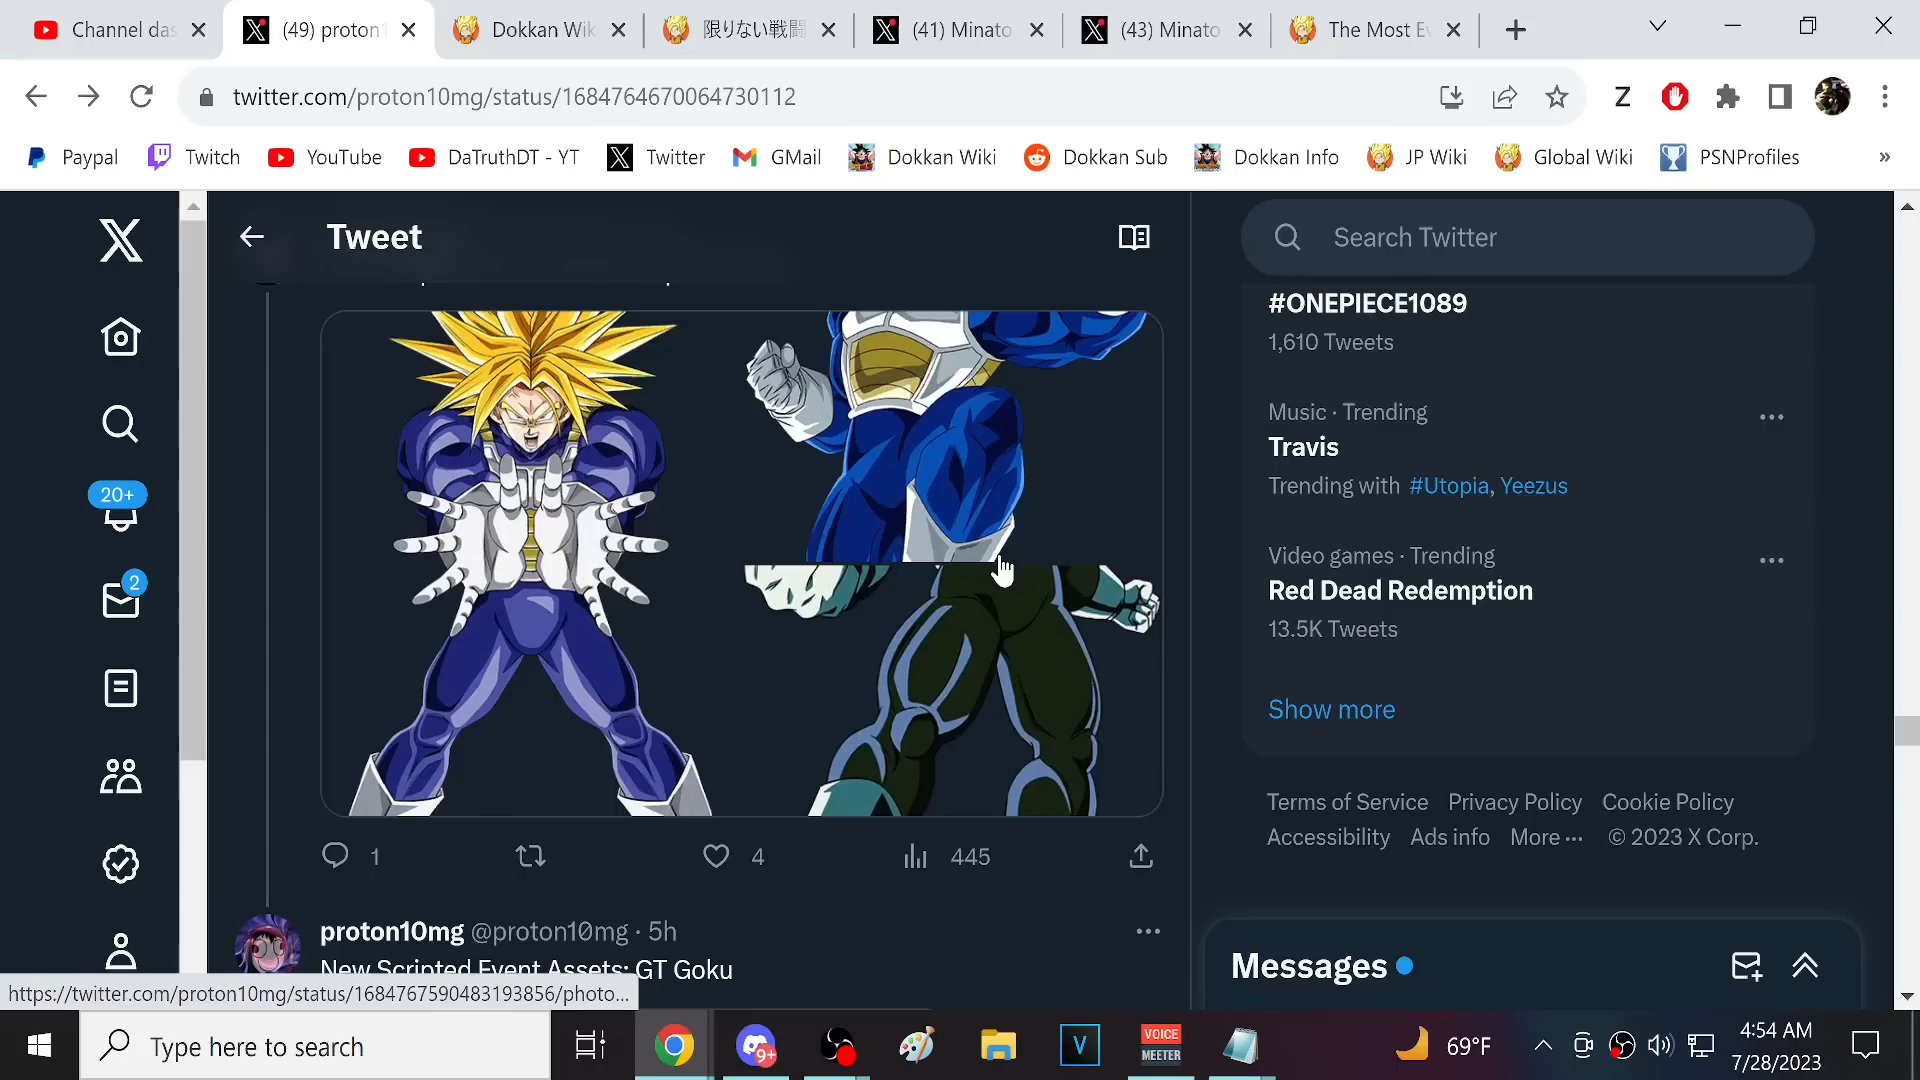 Channel das
(49) proton1
Dokkan Wik
限りない戦闘
(41) Minato
(43) Minato
The Most Ev
twitter.com/proton10mg/status/1684764670064730112
Z
Paypal
Twitch
YouTube
DaTruthDT - YT
Twitter
GMail
Dokkan Wiki
Dokkan Sub
Dokkan Info
JP Wiki
Global Wiki
PSNProfiles
»
Tweet
Search Twitter
20+
2
#ONEPIECE1089
1,610 Tweets
Music · Trending
Travis
Trending with #Utopia, Yeezus
Video games · Trending
Red Dead Redemption
13.5K Tweets
Show more
Terms of Service Privacy Policy Cookie Policy
Accessibility Ads info More ··· © 2023 X Corp.
1
4
445
proton10mg @proton10mg · 5h
New Scripted Event Assets: GT Goku
Messages
https://twitter.com/proton10mg/status/1684767590483193856/photo...
Type here to search
9+
V
VOICE
MEETER
69°F
4:54 AM
7/28/2023